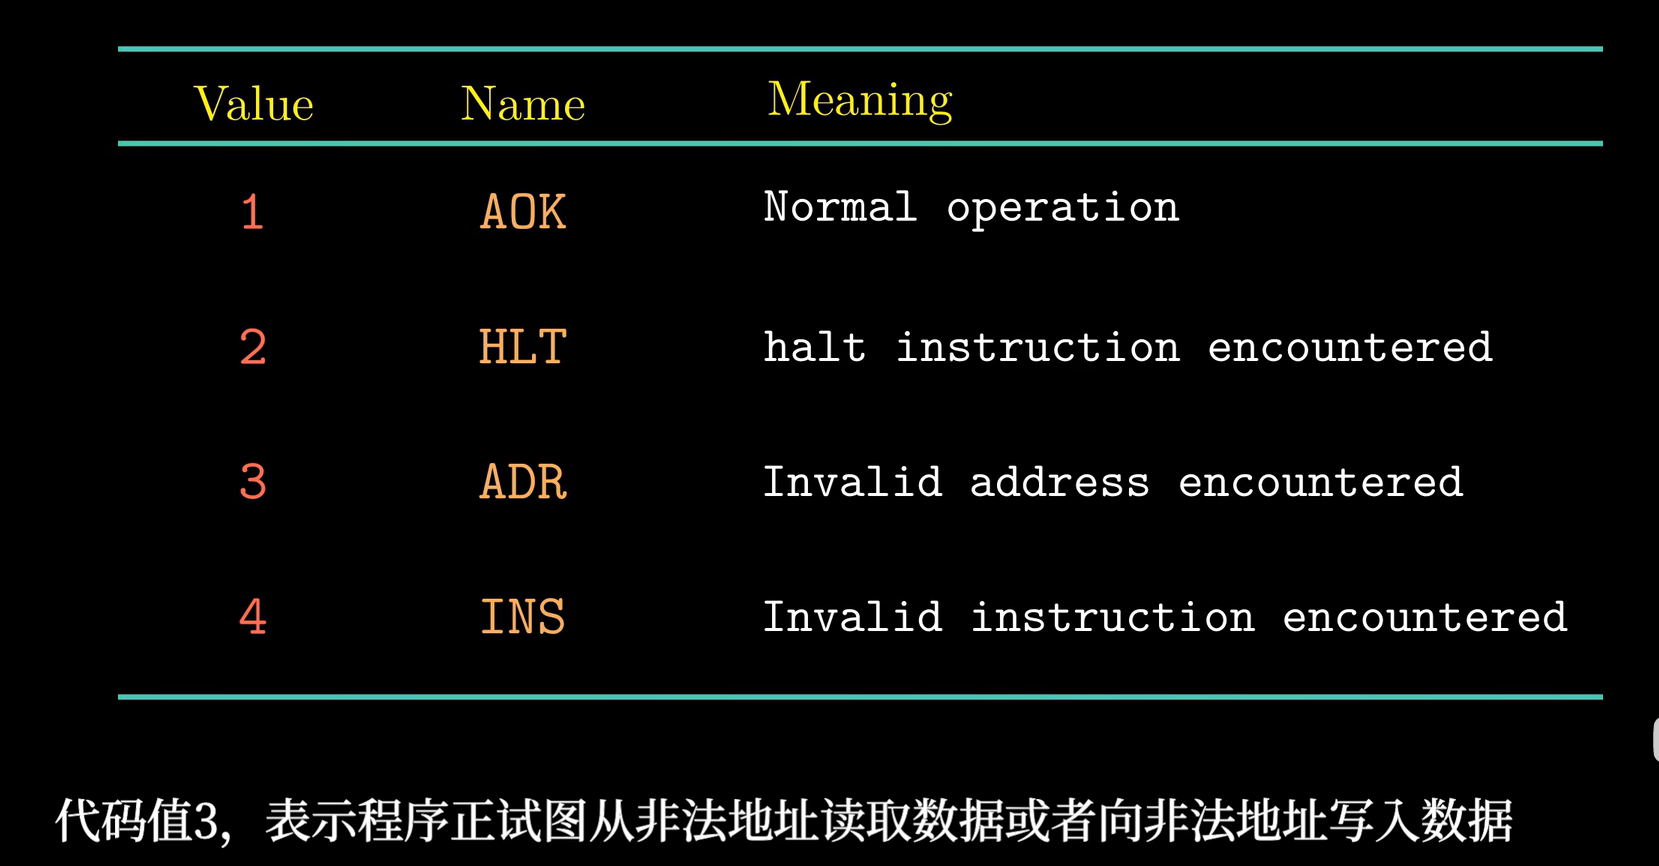 Value Name Meaning
1 AOK Normal operation
2 HLT halt instruction encountered
3 ADR Invalid address encountered
4 INS Invalid instruction encountered
代码值3，表示程序正试图从非法地址读取数据或者向非法地址写入数据